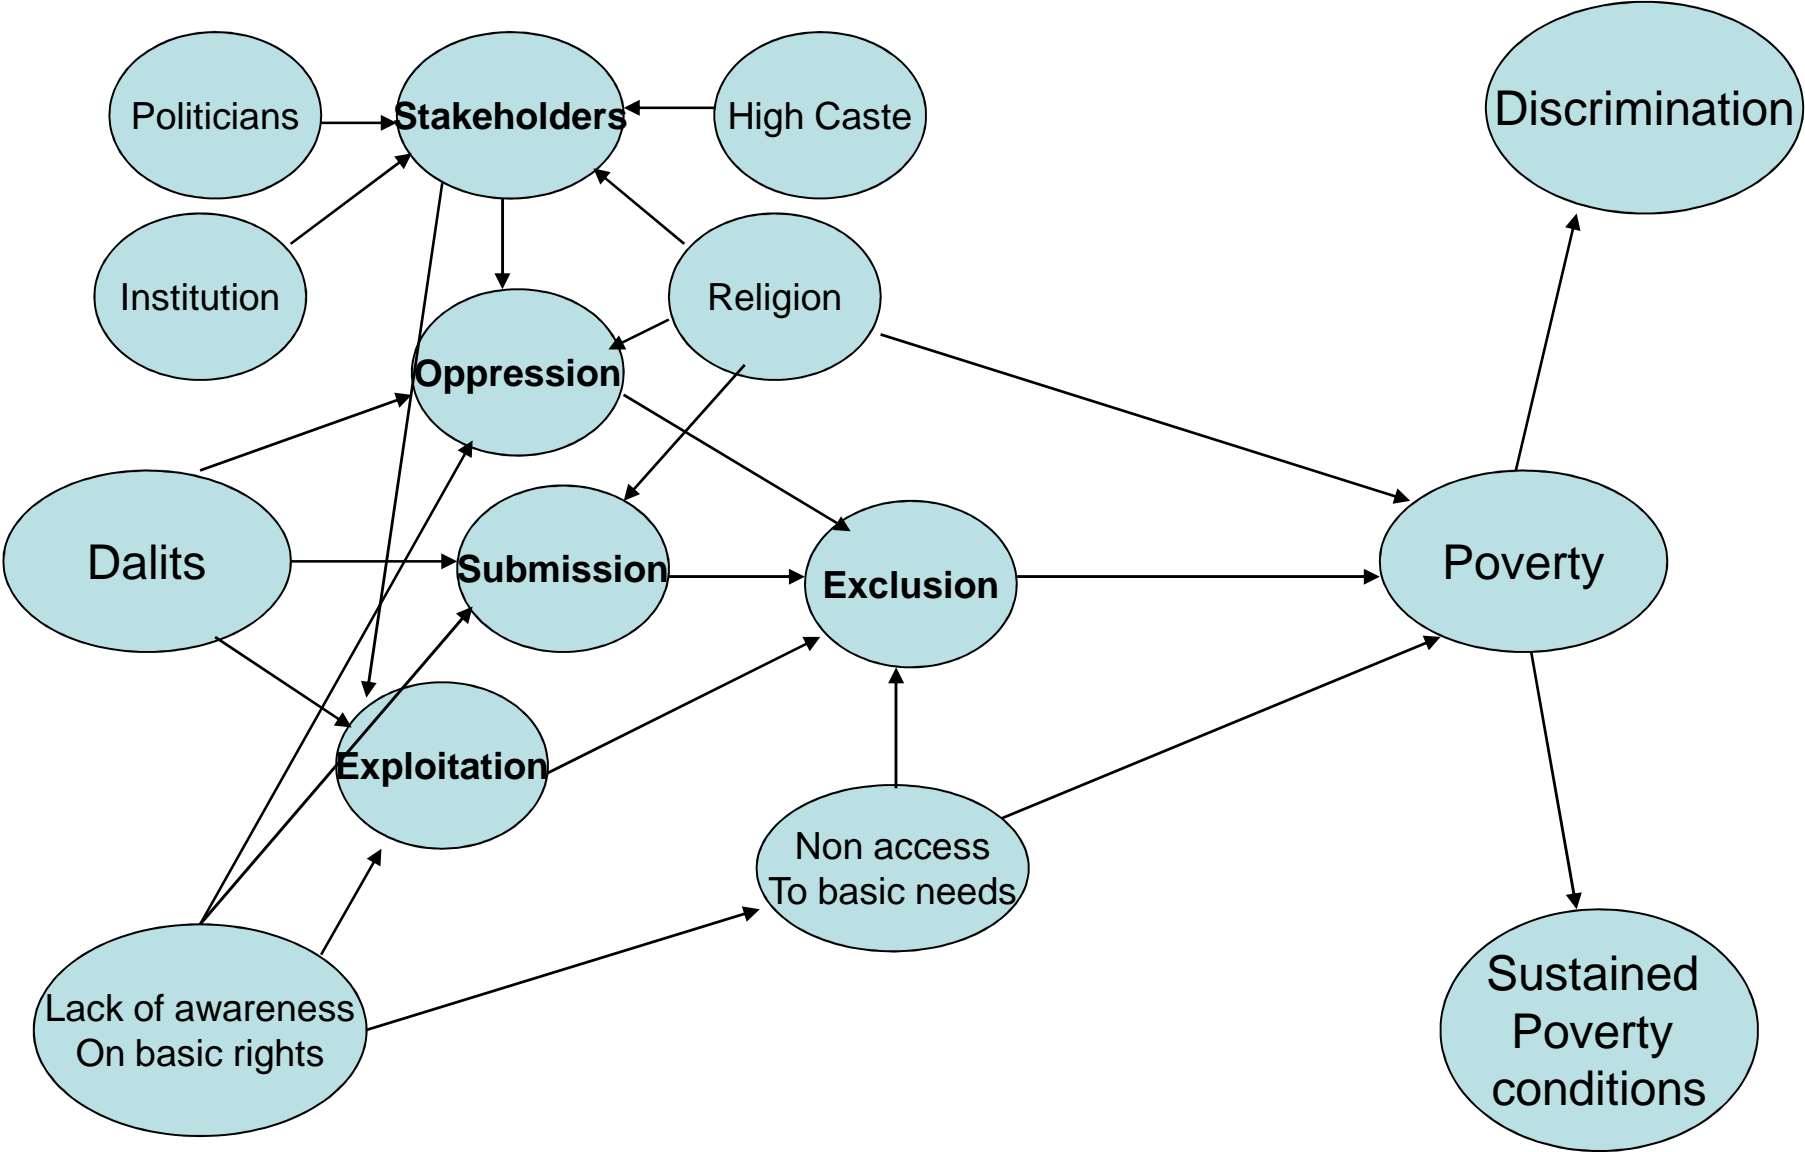 Politicians
Stakeholders
High Caste
Discrimination
Institution
Religion
Oppression
Dalits
Submission
Exclusion
Poverty
Exploitation
Non access
To basic needs
Lack of awareness
On basic rights
Sustained
Poverty
conditions